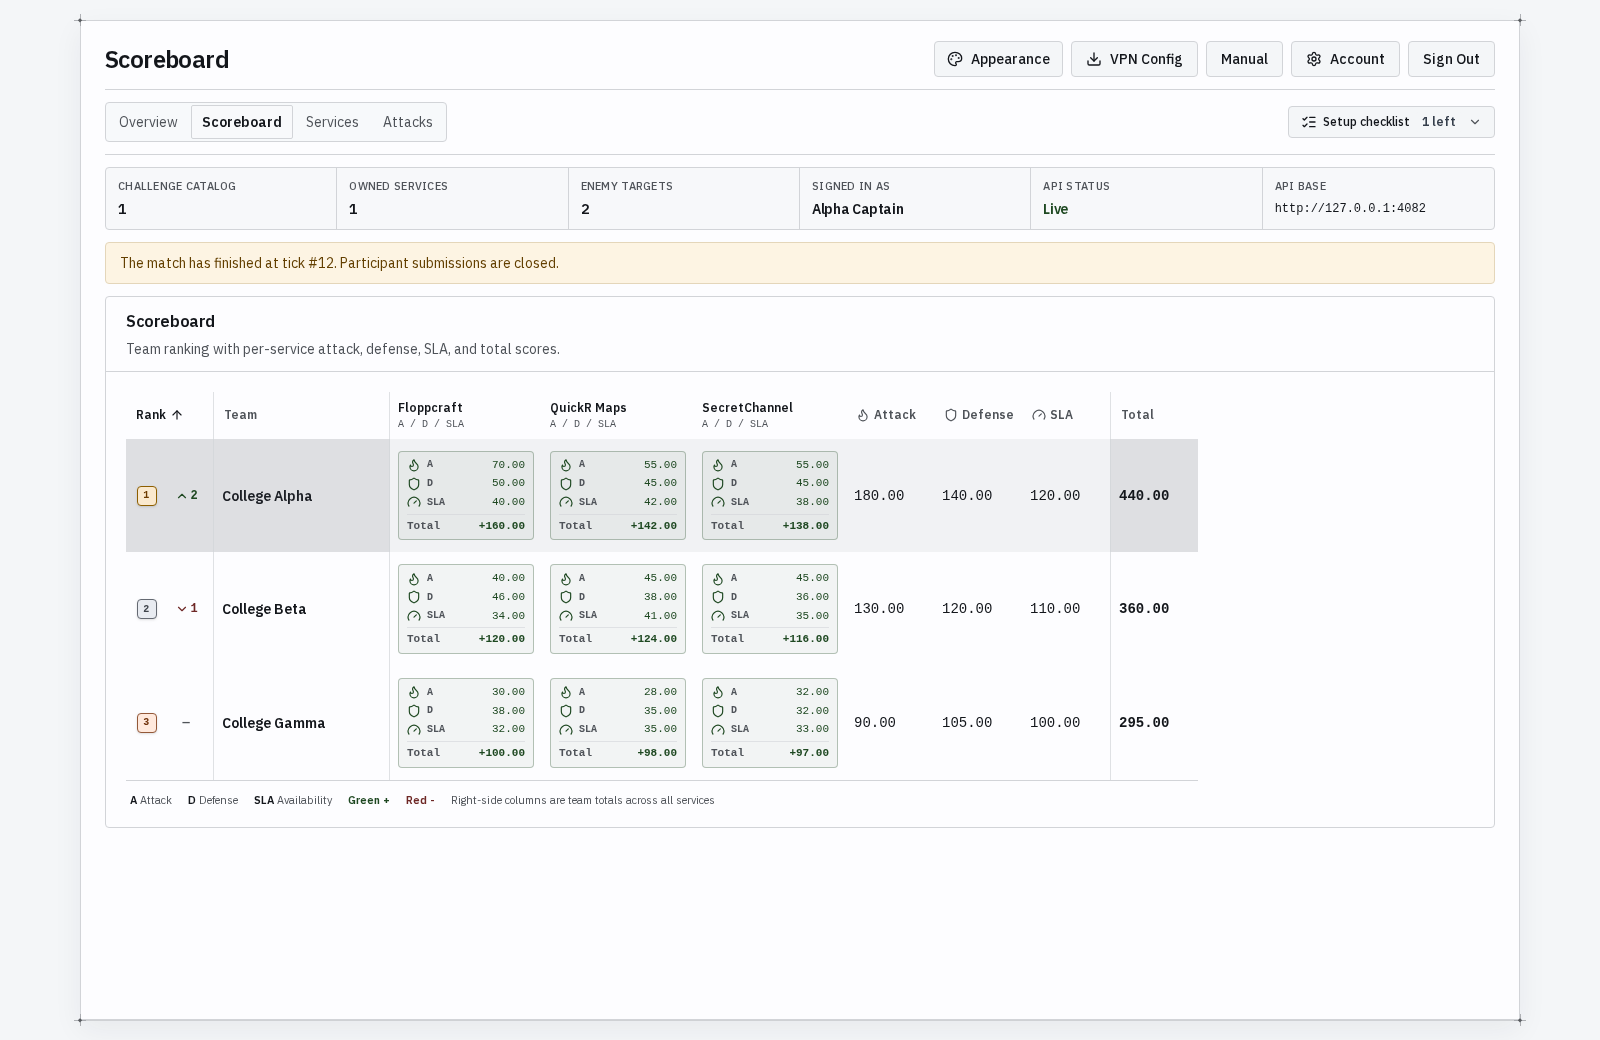 Scoreboard
Appearance
VPN Config
Manual
Account
Sign Out
Overview
Scoreboard
Services
Attacks
Setup checklist 1 left
CHALLENGE CATALOG
1
OWNED SERVICES
1
ENEMY TARGETS
2
SIGNED IN AS
Alpha Captain
API STATUS
Live
API BASE
http://127.0.0.1:4082
The match has finished at tick #12. Participant submissions are closed.
Scoreboard
Team ranking with per-service attack, defense, SLA, and total scores.
Rank
Team
Floppcraft
A / D / SLA
QuickR Maps
A / D / SLA
SecretChannel
A / D / SLA
Attack
Defense
SLA
Total
1
2
College Alpha
A 70.00
D 50.00
SLA 40.00
Total +160.00
A 55.00
D 45.00
SLA 42.00
Total +142.00
A 55.00
D 45.00
SLA 38.00
Total +138.00
180.00
140.00
120.00
440.00
2
1
College Beta
A 40.00
D 46.00
SLA 34.00
Total +120.00
A 45.00
D 38.00
SLA 41.00
Total +124.00
A 45.00
D 36.00
SLA 35.00
Total +116.00
130.00
120.00
110.00
360.00
3
—
College Gamma
A 30.00
D 38.00
SLA 32.00
Total +100.00
A 28.00
D 35.00
SLA 35.00
Total +98.00
A 32.00
D 32.00
SLA 33.00
Total +97.00
90.00
105.00
100.00
295.00
A Attack D Defense SLA Availability Green + Red - Right-side columns are team totals across all services